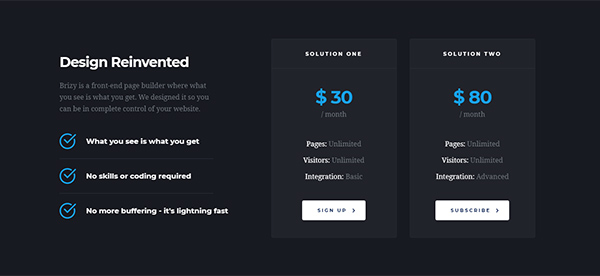 Design Reinvented
Brizy is a front-end page builder where what
you see is what you get. We designed it so you
can be in complete control of your website.
What you see is what you get
No skills or coding required
No more buffering - it's lightning fast
SOLUTION ONE
$ 30
/ month
Pages: Unlimited
Visitors: Unlimited
Integration: Basic
SIGN UP
SOLUTION TWO
$ 80
/ month
Pages: Unlimited
Visitors: Unlimited
Integration: Advanced
SUBSCRIBE